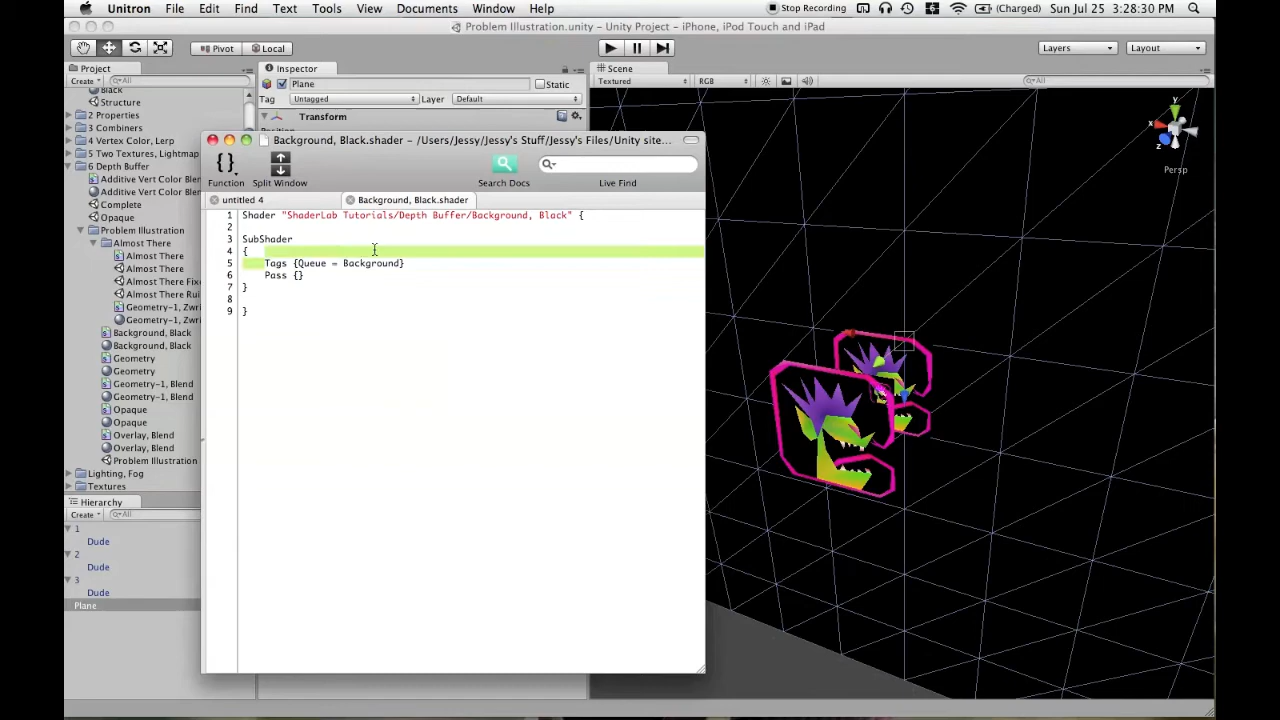 Unitron File Edit Find Text Tools View Documents Window Help Stop Recording (Charged) Sun Jul 25 3:28:30 PM
Problem Illustration.unity - Unity Project - iPhone, iPod Touch and iPad
Pivot Local Layers Layout
Project
Create All
Black
Structure
2 Properties
3 Combiners
4 Vertex Color, Lerp
5 Two Textures, Lightmap
6 Depth Buffer
Additive Vert Color Blen
Additive Vert Color Blen
Complete
Opaque
Problem Illustration
Almost There
Almost There
Almost There
Almost There Fixe
Almost There Rui
Geometry-1, Zwri
Geometry-1, Zwri
Background, Black
Background, Black
Geometry
Geometry
Geometry-1, Blend
Geometry-1, Blend
Opaque
Opaque
Overlay, Blend
Overlay, Blend
Problem Illustration
Lighting, Fog
Textures
Hierarchy
Create All
1
Dude
2
Dude
3
Dude
Plane
Inspector
Plane Static
Tag Untagged Layer Default
Transform
Position
Background, Black.shader – /Users/Jessy/Jessy's Stuff/Jessy's Files/Unity site...
Function Split Window Search Docs Live Find
untitled 4 Background, Black.shader
1 Shader "ShaderLab Tutorials/Depth Buffer/Background, Black" {
2
3 SubShader
4 {
5 Tags {Queue = Background}
6 Pass {}
7 }
8
9 }
Scene
Textured RGB All
y
x
z
Persp